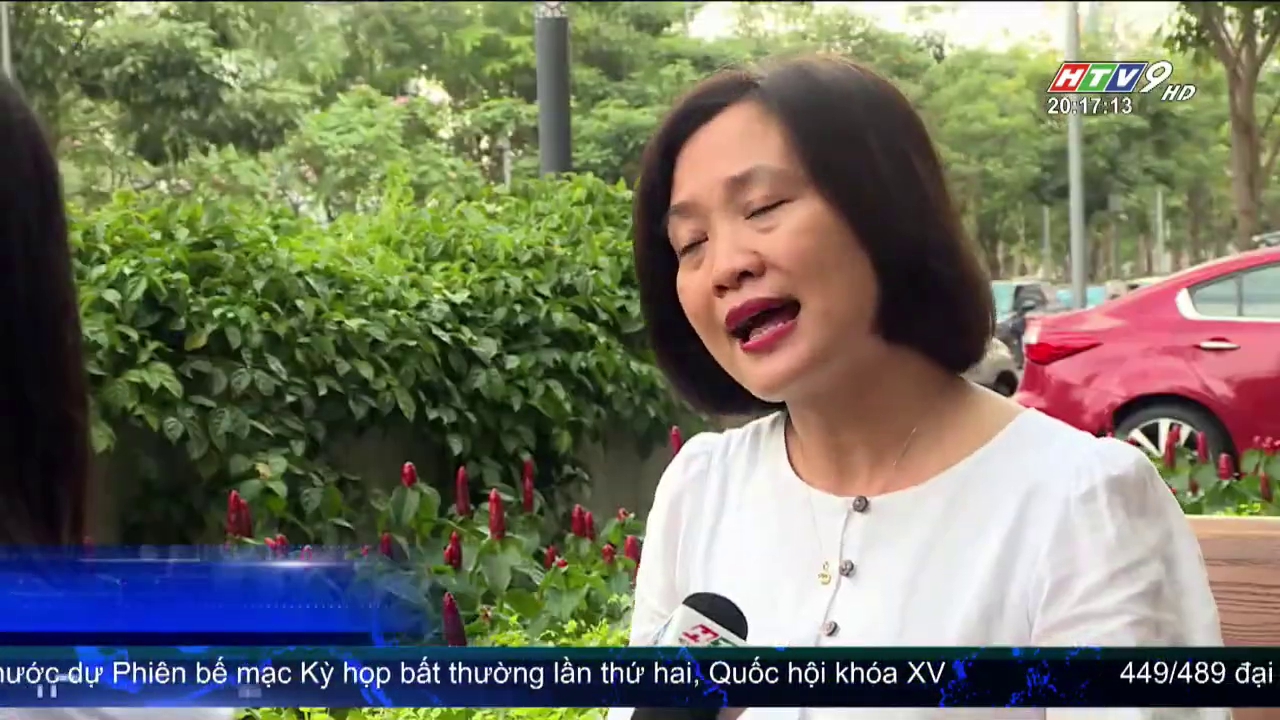 HTV9 HD
20:17:13
nước dự Phiên bế mạc Kỳ họp bất thường lần thứ hai, Quốc hội khóa XV 449/489 đại